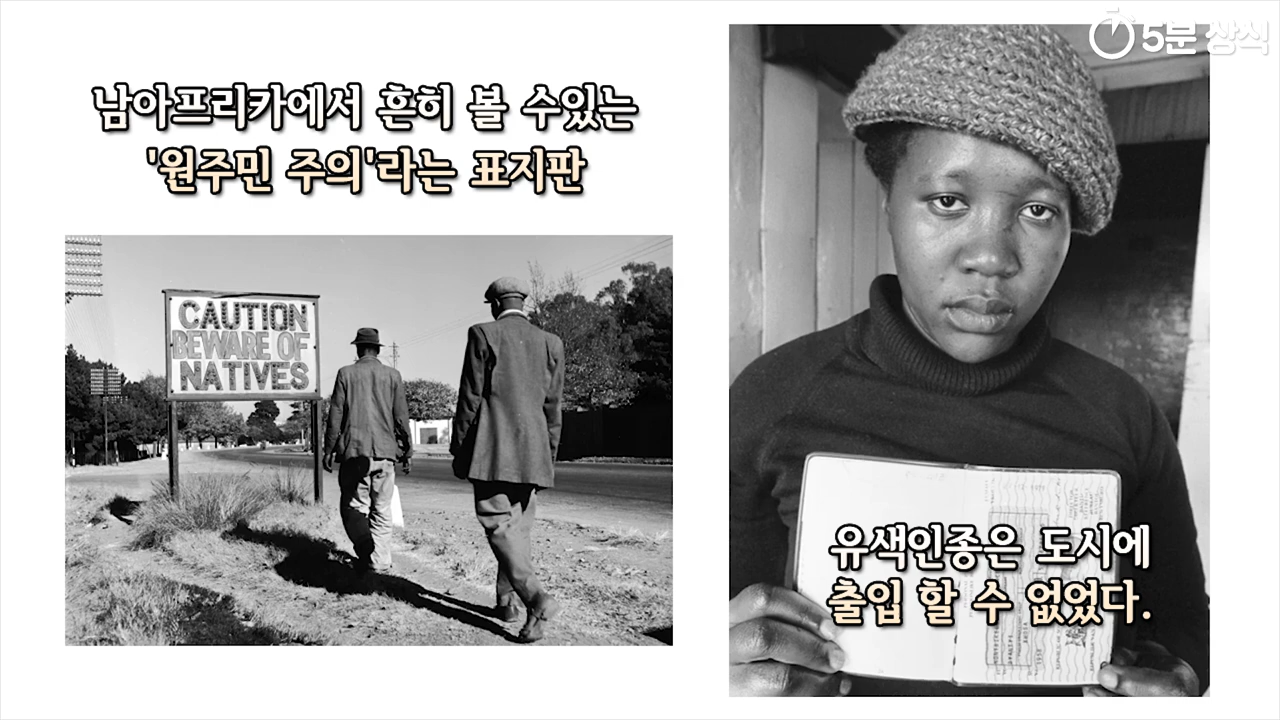 5분 상식
남아프리카에서 흔히 볼 수있는
'원주민 주의'라는 표지판
CAUTION
BEWARE OF
NATIVES
유색인종은 도시에
출입 할 수 없었다.